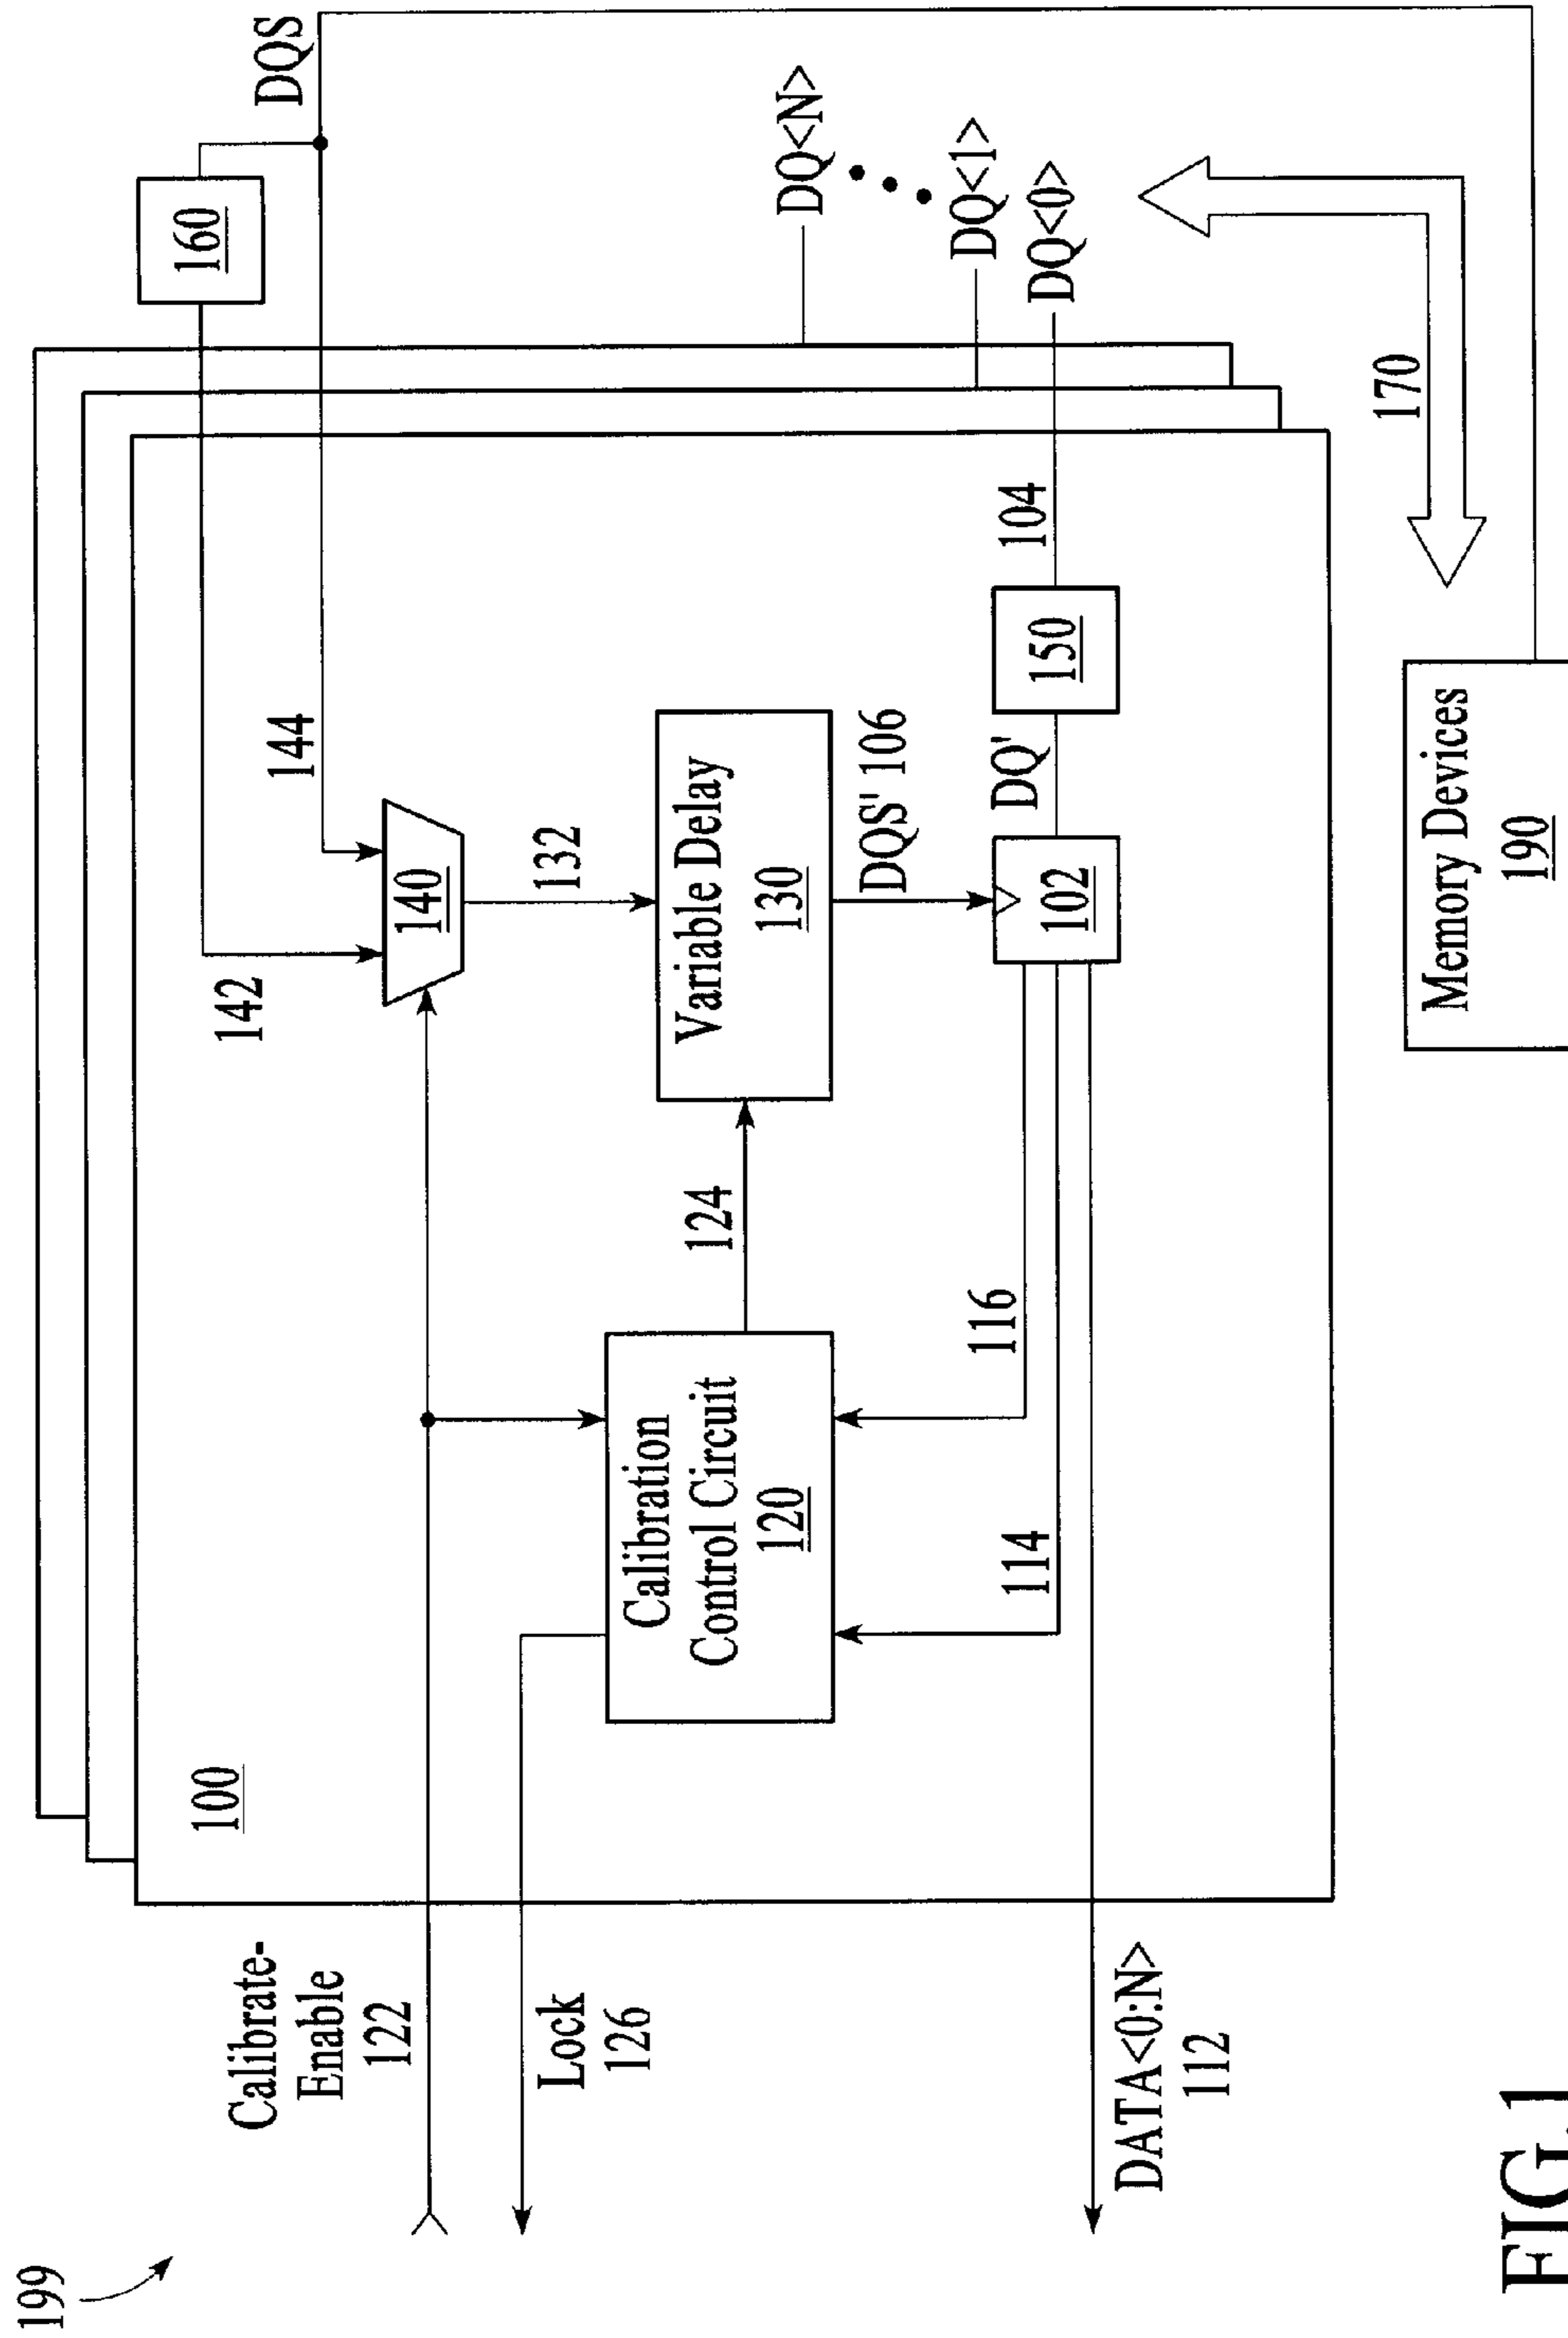 199
Calibrate-
Enable
122
Lock
126
DATA<0:N>
112
100
Calibration
Control Circuit
120
114
116
124
142
144
140
132
Variable Delay
130
DQS' 106
102
DQ'
150
104
160
DQS
DQ<N>
DQ<1>
DQ<0>
170
Memory Devices
190
FIG.1